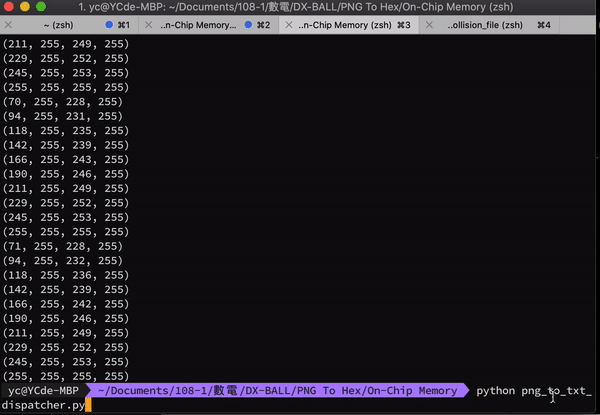 1. yc@YCde-MBP: ~/Documents/108-1/數電/DX-BALL/PNG To Hex/On-Chip Memory (zsh)
~ (zsh) ⌘1 ..n-Chip Memory... ⌘2 ..n-Chip Memory (zsh) ⌘3 ..ollision_file (zsh) ⌘4
(211, 255, 249, 255)
(229, 255, 252, 255)
(245, 255, 253, 255)
(255, 255, 255, 255)
(70, 255, 228, 255)
(94, 255, 231, 255)
(118, 255, 235, 255)
(142, 255, 239, 255)
(166, 255, 243, 255)
(190, 255, 246, 255)
(211, 255, 249, 255)
(229, 255, 252, 255)
(245, 255, 253, 255)
(255, 255, 255, 255)
(71, 255, 228, 255)
(94, 255, 232, 255)
(118, 255, 236, 255)
(142, 255, 239, 255)
(166, 255, 242, 255)
(190, 255, 246, 255)
(211, 255, 249, 255)
(229, 255, 252, 255)
(245, 255, 253, 255)
(255, 255, 255, 255)
yc@YCde-MBP ~/Documents/108-1/數電/DX-BALL/PNG To Hex/On-Chip Memory python png_to_txt_
dispatcher.py